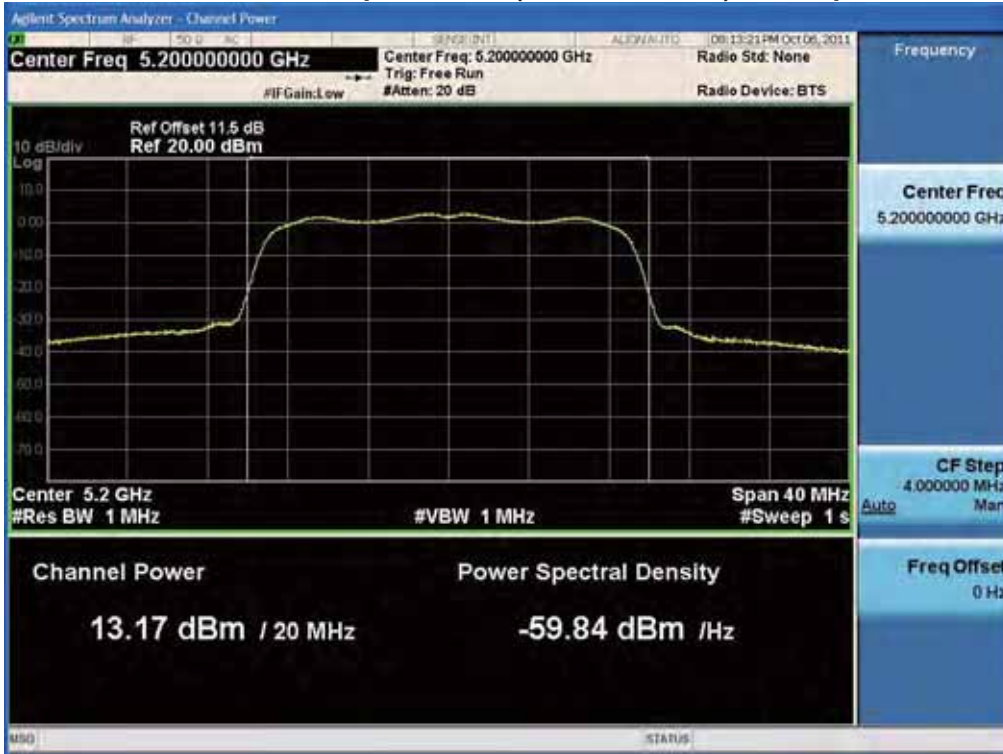 Agilent Spectrum Analyzer - Channel Power
RF 50 Ω AC SENSE:INT ALIGN AUTO 08:13:21 PM Oct 06, 2011
Center Freq 5.200000000 GHz
Center Freq: 5.200000000 GHz
Radio Std: None
Trig: Free Run
#IFGain:Low
#Atten: 20 dB
Radio Device: BTS
Frequency
Ref Offset 11.5 dB
10 dB/div Ref 20.00 dBm
Log
10.0
0.00
-10.0
-20.0
-30.0
-40.0
-50.0
-60.0
-70.0
Center Freq
5.200000000 GHz
Center 5.2 GHz
Span 40 MHz
#Res BW 1 MHz
#VBW 1 MHz
#Sweep 1 s
CF Step
4.000000 MHz
Auto Man
Channel Power
Power Spectral Density
13.17 dBm / 20 MHz
-59.84 dBm /Hz
Freq Offset
0 Hz
MSG
STATUS